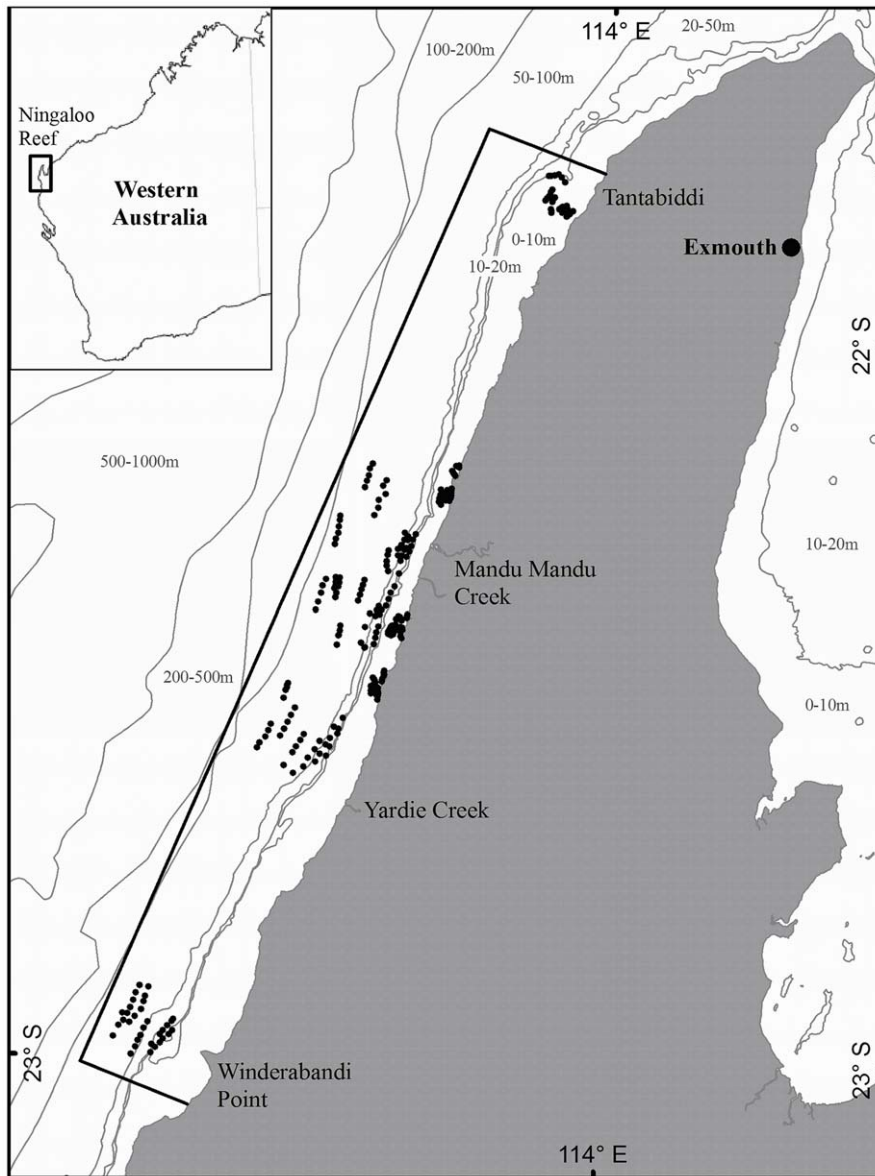 114° E
20-50m
100-200m
50-100m
Ningaloo
Reef
Western
Australia
Tantabiddi
0-10m
Exmouth
10-20m
22° S
500-1000m
10-20m
Mandu Mandu
Creek
200-500m
0-10m
Yardie Creek
23° S
Winderabandi
Point
23° S
114° E